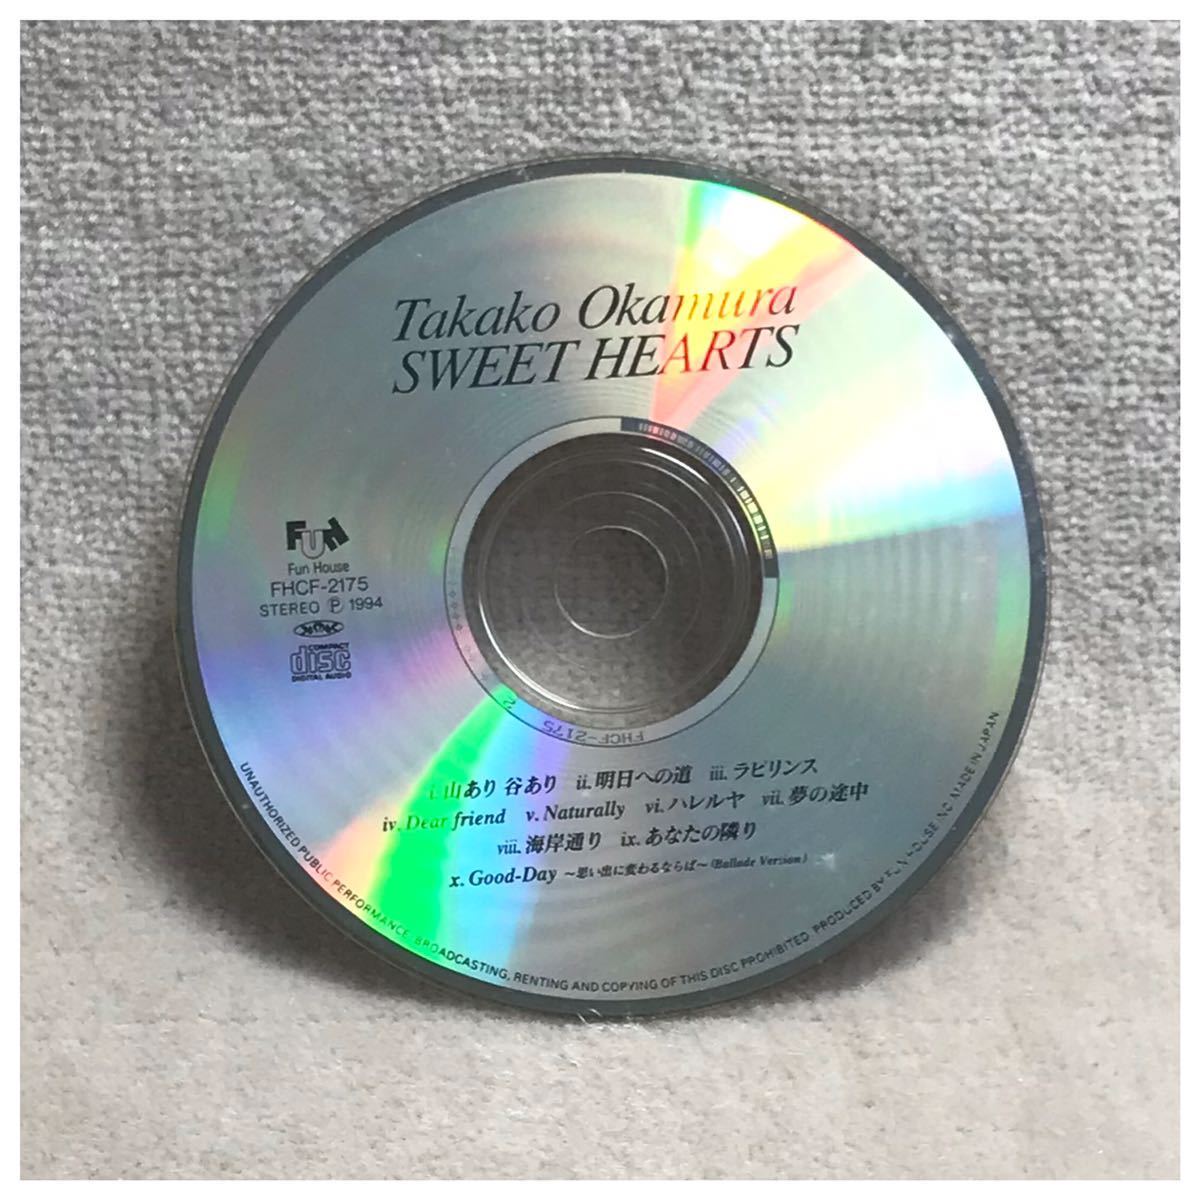 Takako Okamura
SWEET HEARTS
Fun
Fun House
FHCF-2175
STEREO Ⓟ 1994
COMPACT
disc
DIGITAL AUDIO
FHCF-2175 2
i. 山あり 谷あり ii. 明日への道 iii. ラビリンス
iv. Dear friend v. Naturally vi. ハレルヤ vii. 夢の途中
viii. 海岸通り ix. あなたの隣り
x. Good-Day 〜思い出に変わるならば〜 (Ballade Version)
UNAUTHORIZED PUBLIC PERFORMANCE, BROADCASTING, RENTING AND COPYING OF THIS DISC PROHIBITED. PRODUCED BY FUN HOUSE INC. MADE IN JAPAN